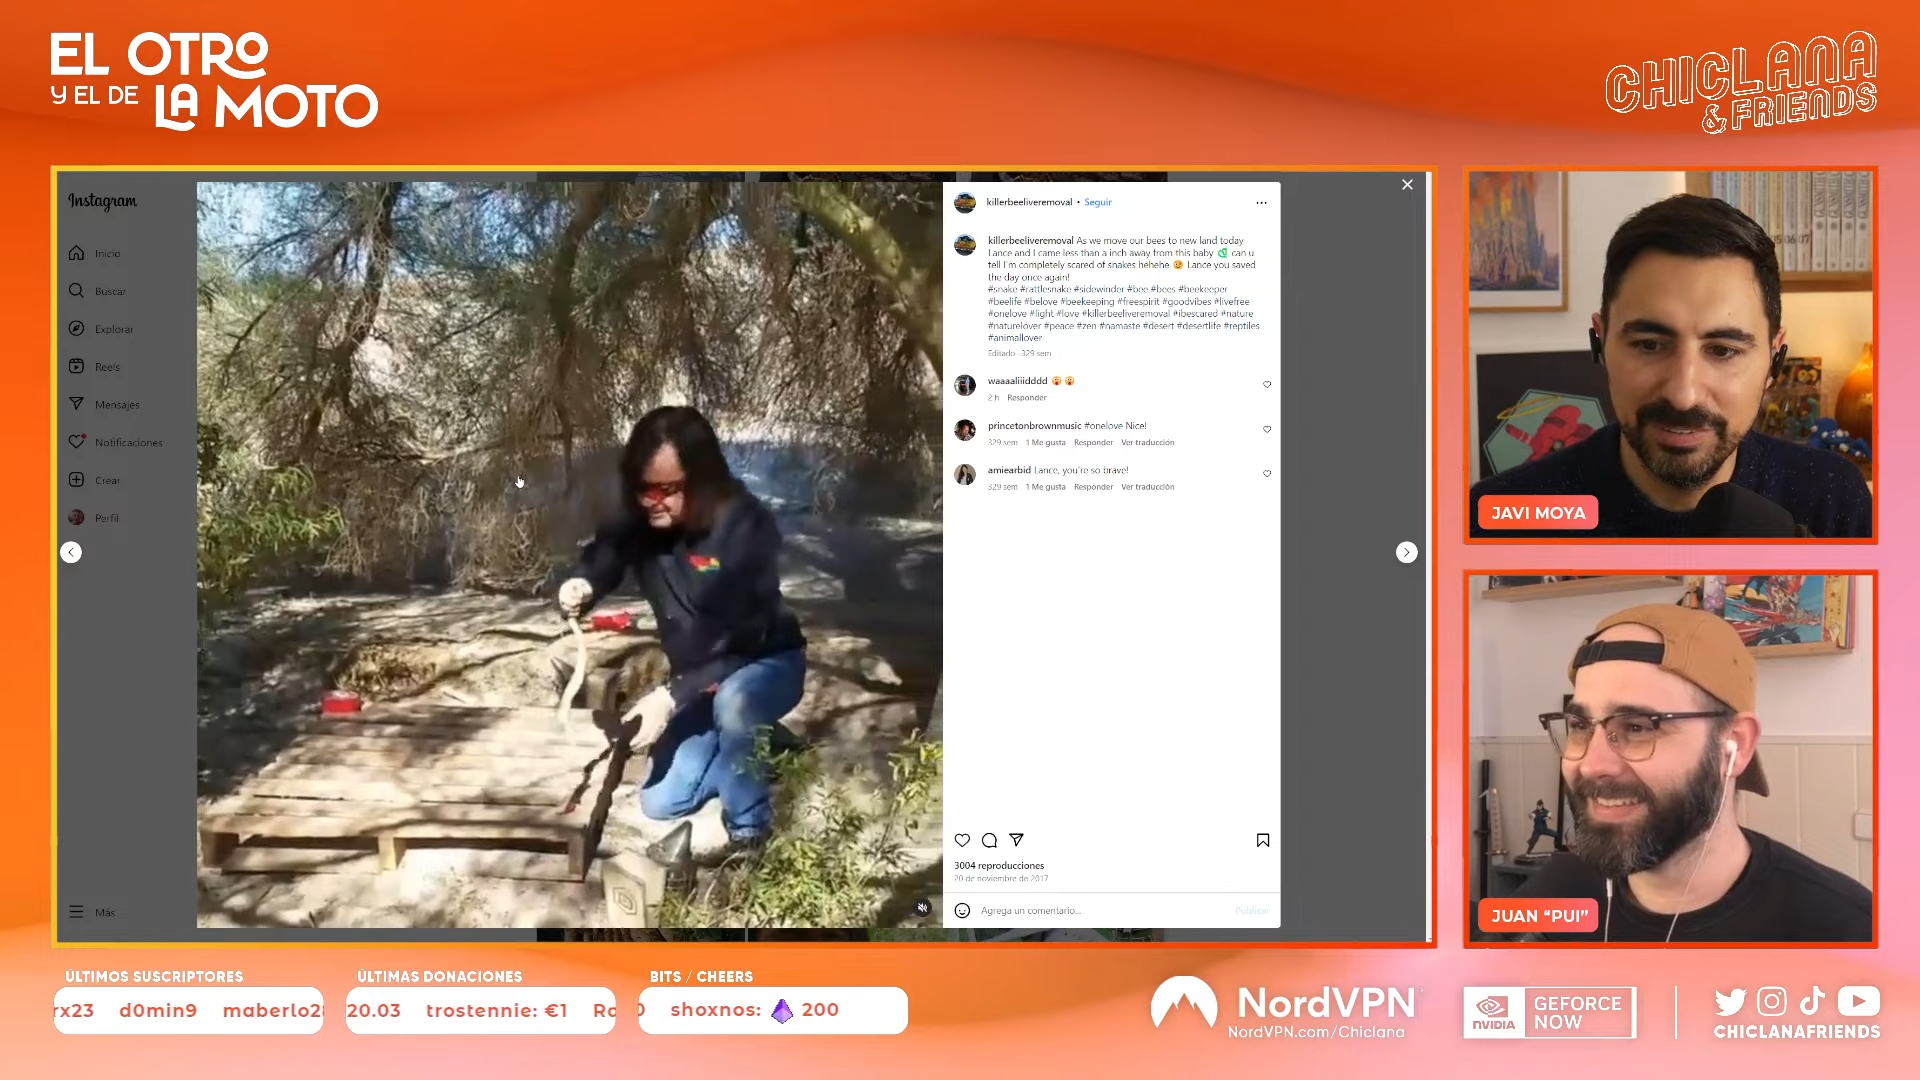 EL OTRO
Y EL DE LA MOTO
CHICLANA
& FRIENDS
Instagram
Inicio
Buscar
Explorar
Reels
Mensajes
Notificaciones
Crear
Perfil
Más
killerbeeliveremoval • Seguir
killerbeeliveremoval As we move our bees to new land today
Lance and I came less than a inch away from this baby 🐍 can u
tell I'm completely scared of snakes hehehe 😅 Lance you saved
the day once again!
#snake #rattlesnake #sidewinder #bee #bees #beekeeper
#beelife #belove #beekeeping #freespirit #goodvibes #livefree
#onelove #light #love #killerbeeliveremoval #ibescared #nature
#naturelover #peace #zen #namaste #desert #desertlife #reptiles
#animallover
Editado · 329 sem
waaaaliiidddd 😱 😱
2 h Responder
princetonbrownmusic #onelove Nice!
329 sem 1 Me gusta Responder Ver traducción
amiearbid Lance, you're so brave!
329 sem 1 Me gusta Responder Ver traducción
3004 reproducciones
20 de noviembre de 2017
Agrega un comentario...
Publicar
JAVI MOYA
JUAN “PUI”
ÚLTIMOS SUSCRIPTORES
rx23 d0min9 maberlo2
ÚLTIMAS DONACIONES
20.03 trostennie: €1 Ro
BITS / CHEERS
0 shoxnos: 200
NordVPN
NordVPN.com/Chiclana
NVIDIA
GEFORCE
NOW
CHICLANAFRIENDS